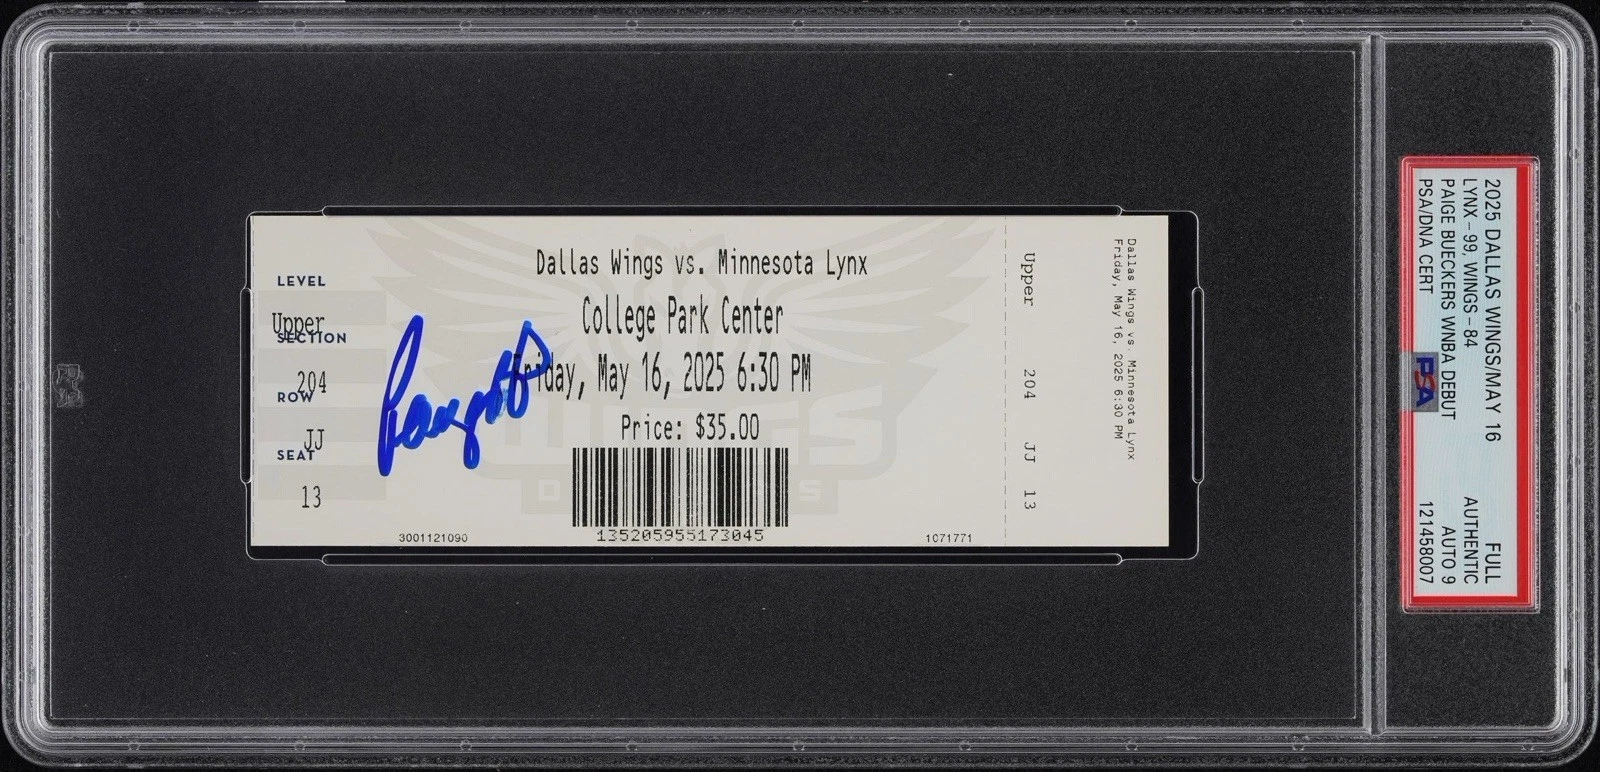 LEVEL
Upper
SECTION
204
ROW
JJ
SEAT
13
Dallas Wings vs. Minnesota Lynx
College Park Center
Friday, May 16, 2025 6:30 PM
Price: $35.00
WINGS
3001121090
135205955173045
1071771
Upper
204
JJ
13
Dallas Wings vs. Minnesota Lynx
Friday, May 16, 2025 6:30 PM
2025 DALLAS WINGS/MAY 16
LYNX - 99, WINGS - 84
PAIGE BUECKERS WNBA DEBUT
PSA/DNA CERT
PSA
FULL
AUTHENTIC
AUTO 9
121458007